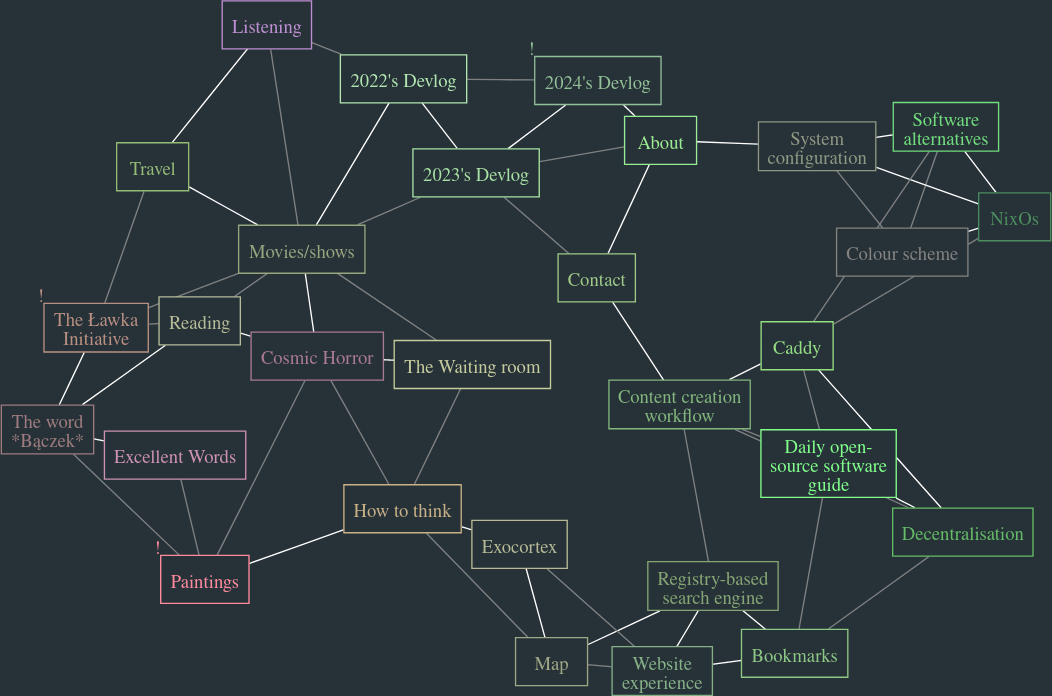 Listening
!
2022's Devlog
2024's Devlog
Software
alternatives
About
System
configuration
Travel
2023's Devlog
NixOs
Movies/shows
Colour scheme
Contact
!
The Ławka
Initiative
Reading
Cosmic Horror
The Waiting room
Caddy
Content creation
workflow
The word
*Bączek*
Excellent Words
Daily open-
source software
guide
How to think
Exocortex
Decentralisation
!
Paintings
Registry-based
search engine
Map
Website
experience
Bookmarks